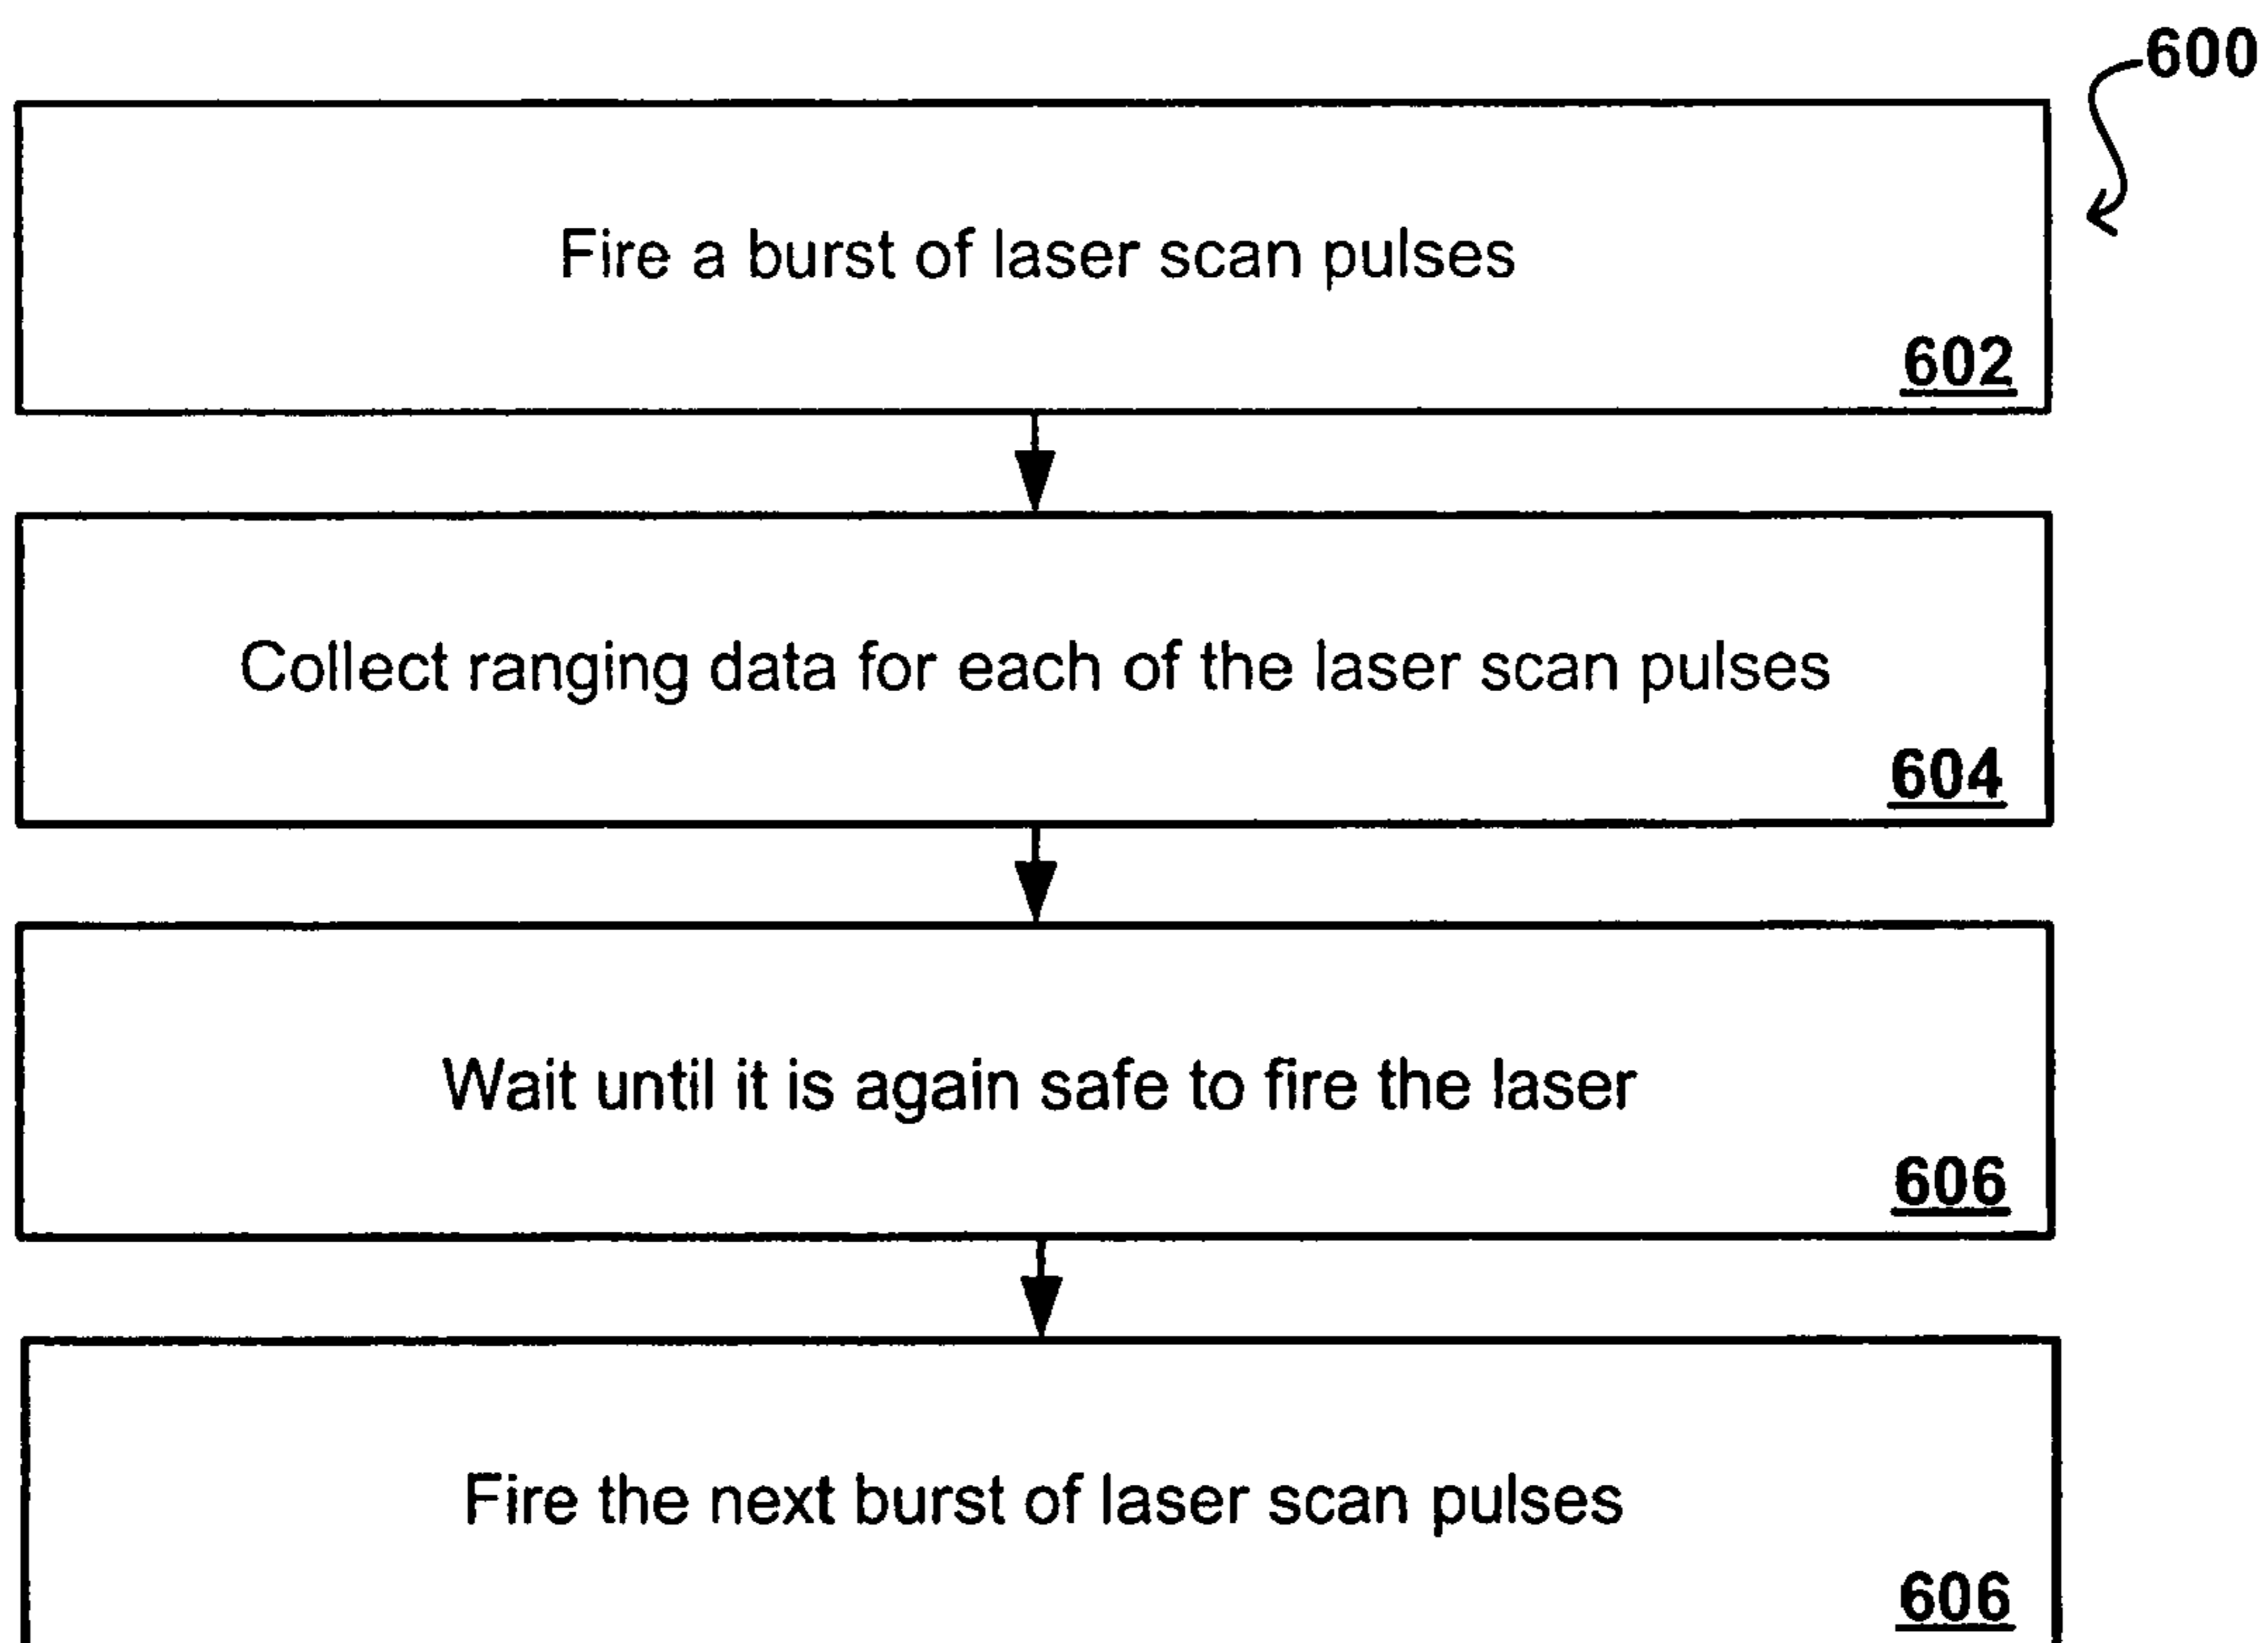 600
Fire a burst of laser scan pulses
602
Collect ranging data for each of the laser scan pulses
604
Wait until it is again safe to fire the laser
606
Fire the next burst of laser scan pulses
606